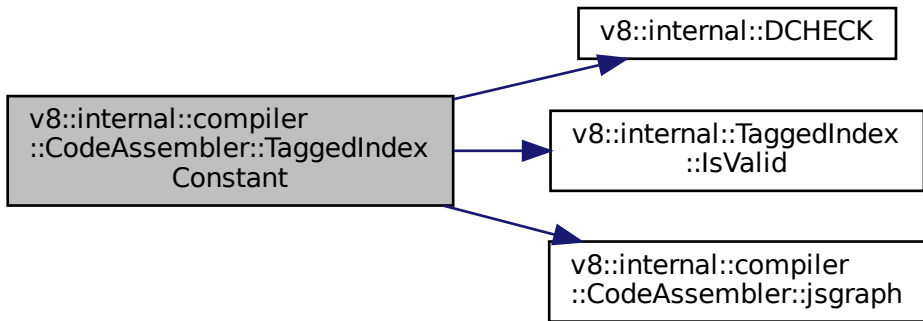 v8::internal::compiler
::CodeAssembler::TaggedIndex
Constant
v8::internal::DCHECK
v8::internal::TaggedIndex
::IsValid
v8::internal::compiler
::CodeAssembler::jsgraph